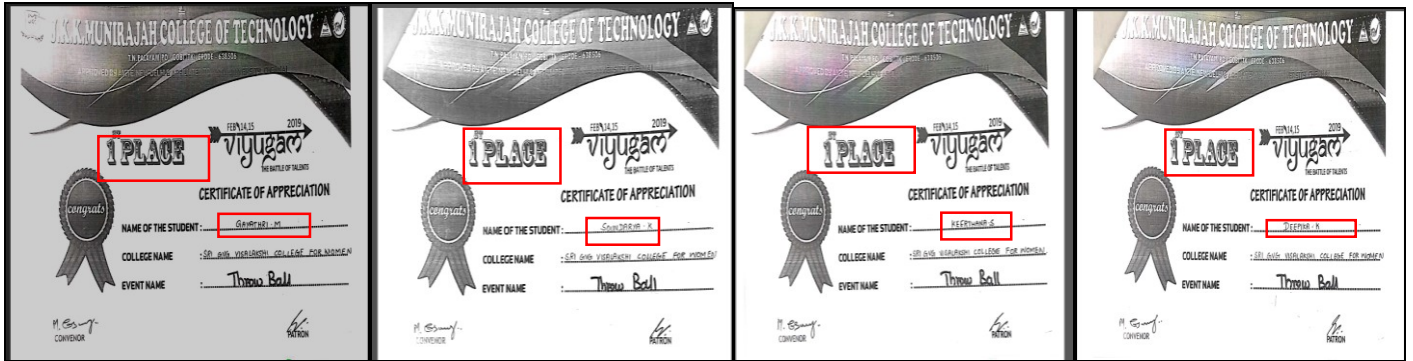 J.K.K.MUNIRAJAH COLLEGE OF TECHNOLOGY
FEB 14,15 2019
1ST PLACE
Viyugam
THE BATTLE OF TALENTS
CERTIFICATE OF APPRECIATION
congrats
NAME OF THE STUDENT : GAYATHRI - M
COLLEGE NAME : SRI GVG VISALAKSHI COLLEGE FOR WOMEN
EVENT NAME : Throw Ball
CONVENOR
PATRON
J.K.K.MUNIRAJAH COLLEGE OF TECHNOLOGY
FEB 14,15 2019
1ST PLACE
Viyugam
THE BATTLE OF TALENTS
CERTIFICATE OF APPRECIATION
congrats
NAME OF THE STUDENT : SOUNDARYA - K
COLLEGE NAME : SRI GVG VISALAKSHI COLLEGE FOR WOMEN
EVENT NAME : Throw Ball
CONVENOR
PATRON
J.K.K.MUNIRAJAH COLLEGE OF TECHNOLOGY
FEB 14,15 2019
1ST PLACE
Viyugam
THE BATTLE OF TALENTS
CERTIFICATE OF APPRECIATION
congrats
NAME OF THE STUDENT : KEERTHANA - S
COLLEGE NAME : SRI GVG VISALAKSHI COLLEGE FOR WOMEN
EVENT NAME : Throw Ball
CONVENOR
PATRON
J.K.K.MUNIRAJAH COLLEGE OF TECHNOLOGY
FEB 14,15 2019
1ST PLACE
Viyugam
THE BATTLE OF TALENTS
CERTIFICATE OF APPRECIATION
congrats
NAME OF THE STUDENT : DEEPIKA - K
COLLEGE NAME : SRI GVG VISALAKSHI COLLEGE FOR WOMEN
EVENT NAME : Throw Ball
CONVENOR
PATRON